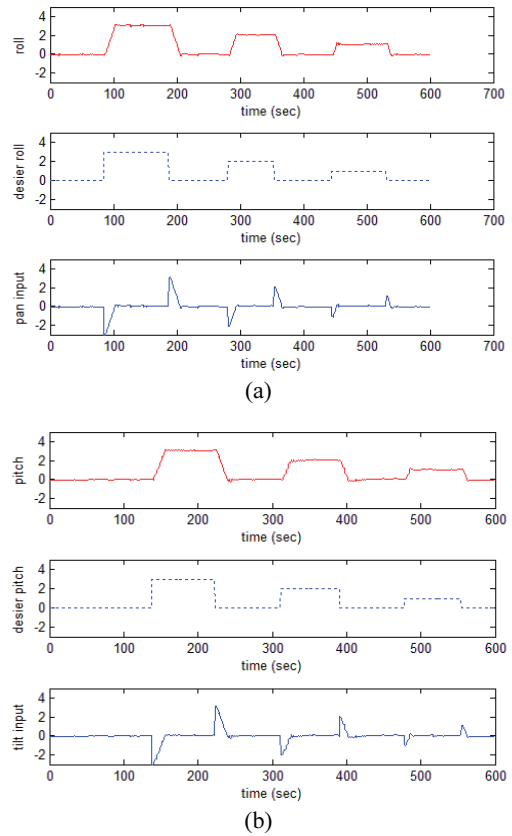 roll
4
2
0
-2
0 100 200 300 400 500 600 700
time (sec)
desier roll
4
2
0
-2
0 100 200 300 400 500 600 700
time (sec)
pan input
4
2
0
-2
0 100 200 300 400 500 600 700
time (sec)
(a)
pitch
4
2
0
-2
0 100 200 300 400 500 600
time (sec)
desier pitch
4
2
0
-2
0 100 200 300 400 500 600
time (sec)
tilt input
4
2
0
-2
0 100 200 300 400 500 600
time (sec)
(b)